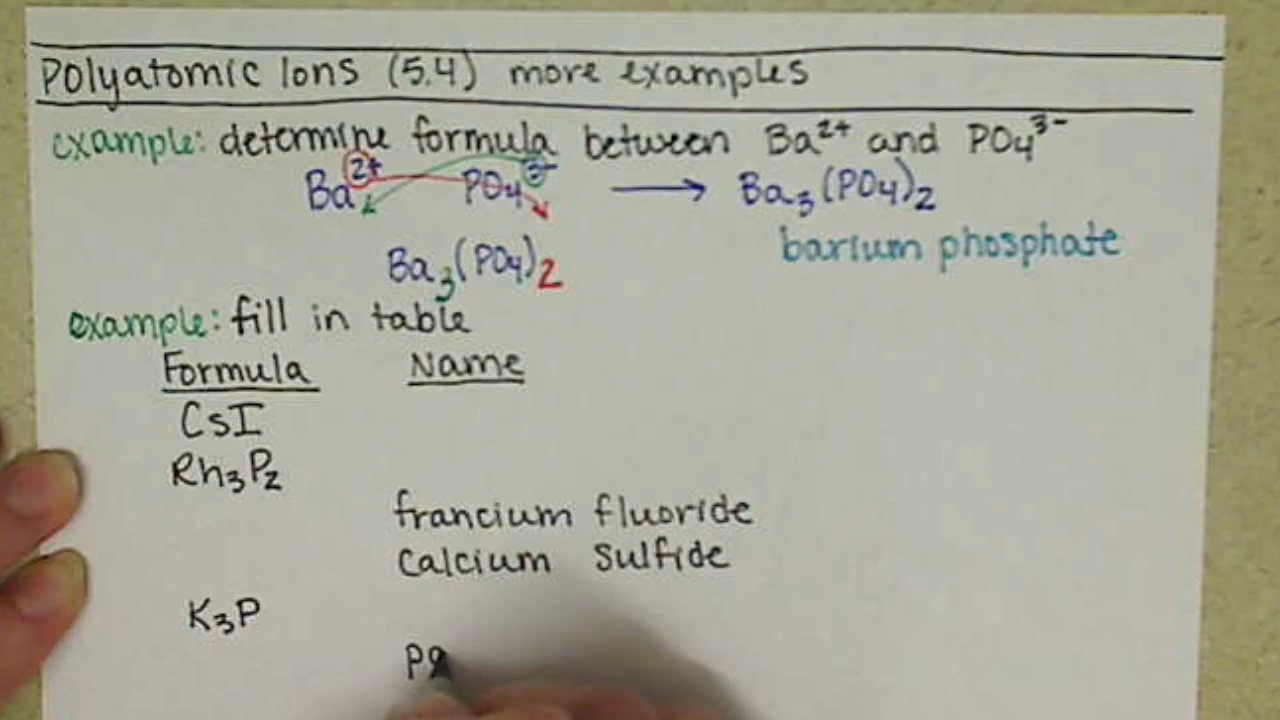 Polyatomic Ions (5.4) more examples
example: determine formula between Ba²⁺ and PO₄³⁻
Ba²⁺ PO₄³⁻ → Ba₃(PO₄)₂
barium phosphate
Ba₃(PO₄)₂
example: fill in table
Formula Name
CsI
Rh₃P₂
francium fluoride
calcium sulfide
K₃P